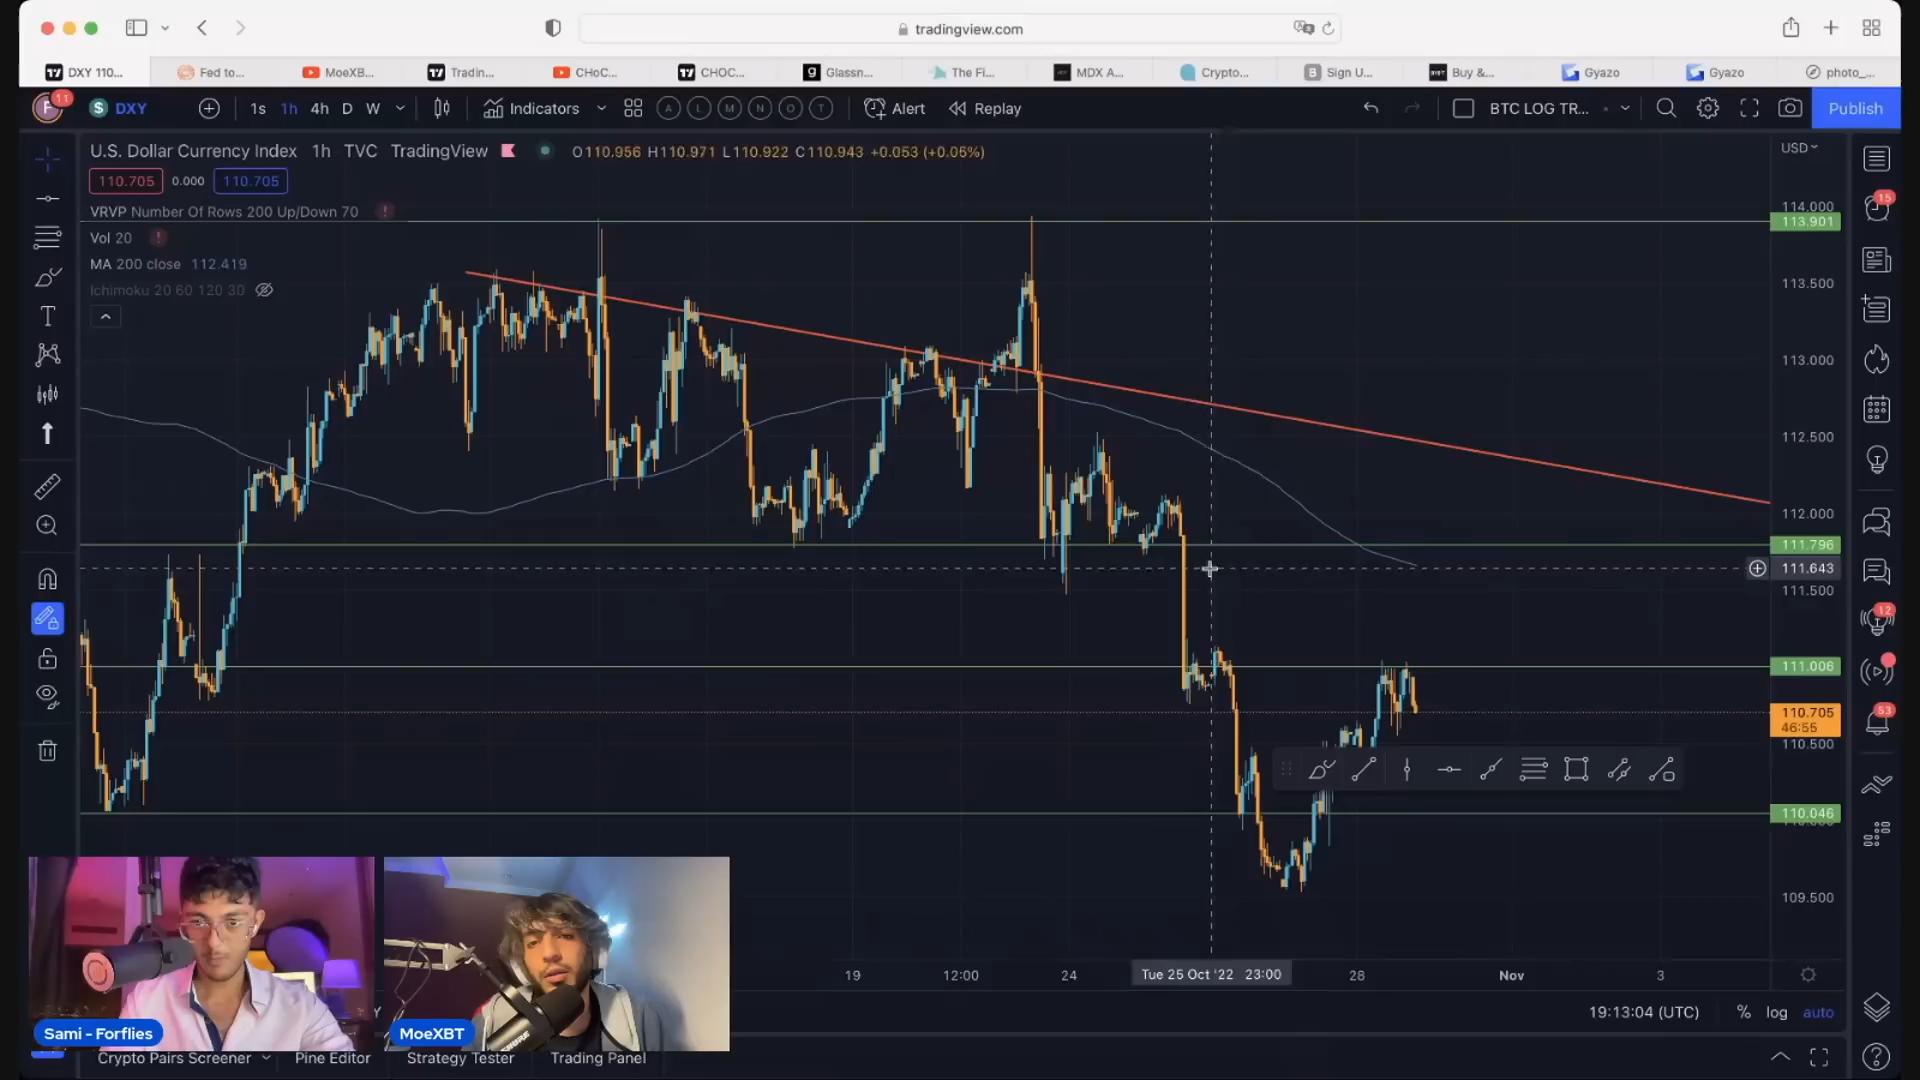 tradingview.com
DXY 110...
Fed to...
MoeXB...
Tradin...
CHoC...
CHOC...
Glassn...
The Fi...
MDX A...
Crypto...
Sign U...
Buy &...
Gyazo
Gyazo
photo_...
11
F
S
DXY
1s
1h
4h
D
W
Indicators
A
L
M
N
O
T
Alert
Replay
BTC LOG TR...
Publish
U.S. Dollar Currency Index 1h TVC TradingView
O110.956 H110.971 L110.922 C110.943 +0.053 (+0.05%)
USD
110.705 0.000 110.705
VRVP Number Of Rows 200 Up/Down 70
Vol 20
MA 200 close 112.419
Ichimoku 20 60 120 30
114.000
113.901
113.500
113.000
112.500
112.000
111.796
111.643
111.500
111.006
110.705
46:55
110.500
110.046
109.500
15
12
53
19
12:00
24
Tue 25 Oct '22 23:00
28
Nov
3
19:13:04 (UTC)
%
log
auto
Sami - Forflies
MoeXBT
Crypto Pairs Screener
Pine Editor
Strategy Tester
Trading Panel